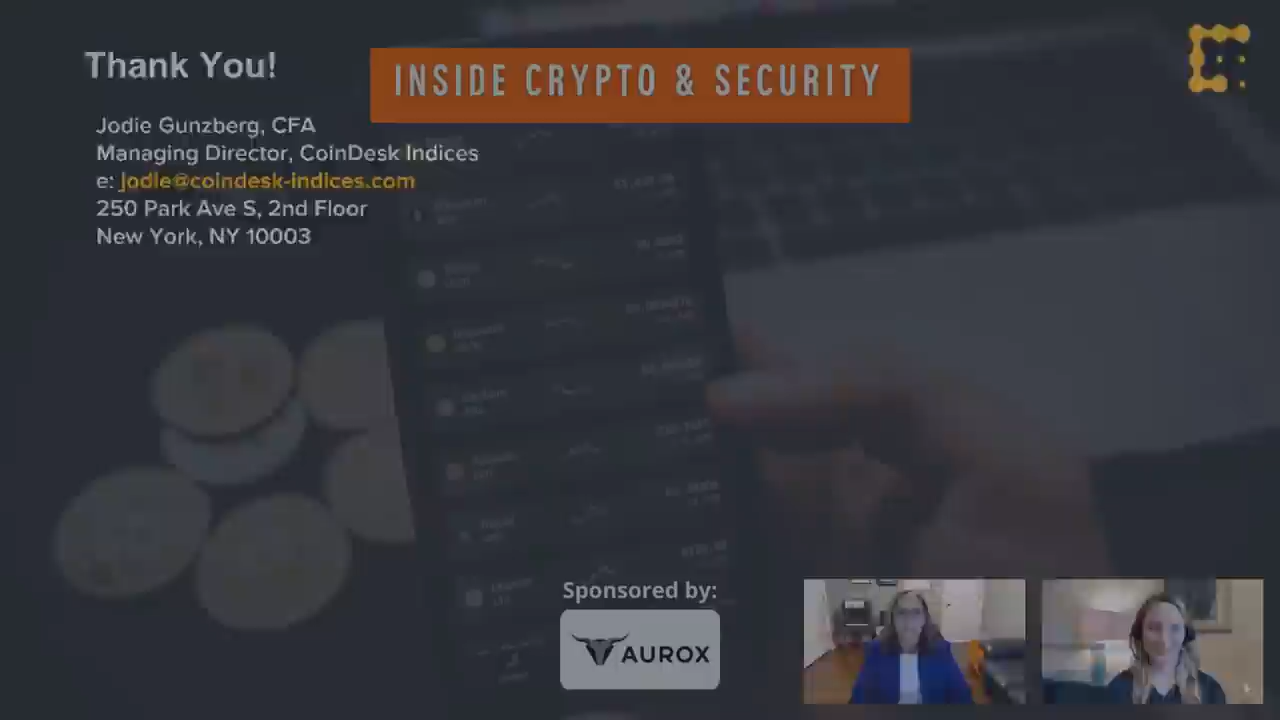 Thank You!
INSIDE CRYPTO & SECURITY
Jodie Gunzberg, CFA
Managing Director, CoinDesk Indices
e: jodie@coindesk-indices.com
250 Park Ave S, 2nd Floor
New York, NY 10003
Sponsored by:
AUROX